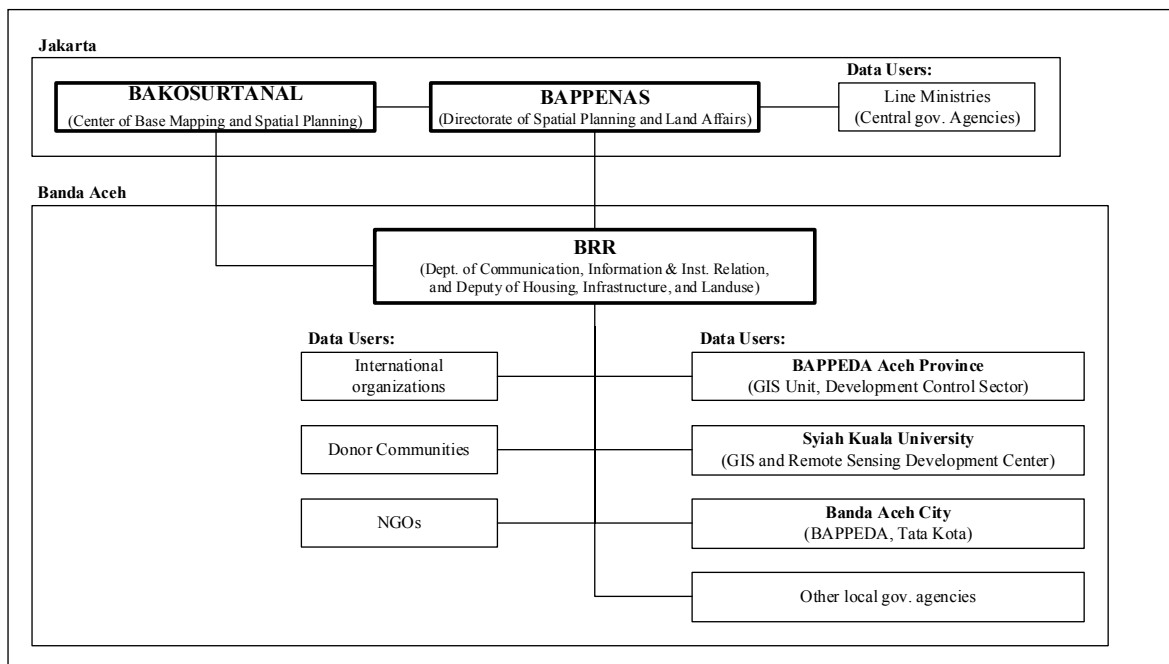 Jakarta
BAKOSURTANAL
(Center of Base Mapping and Spatial Planning)
BAPPENAS
(Directorate of Spatial Planning and Land Affairs)
Data Users:
Line Ministries
(Central gov. Agencies)
Banda Aceh
BRR
(Dept. of Communication, Information & Inst. Relation,
and Deputy of Housing, Infrastructure, and Landuse)
Data Users:
International
organizations
Donor Communities
NGOs
Data Users:
BAPPEDA Aceh Province
(GIS Unit, Development Control Sector)
Syiah Kuala University
(GIS and Remote Sensing Development Center)
Banda Aceh City
(BAPPEDA, Tata Kota)
Other local gov. agencies